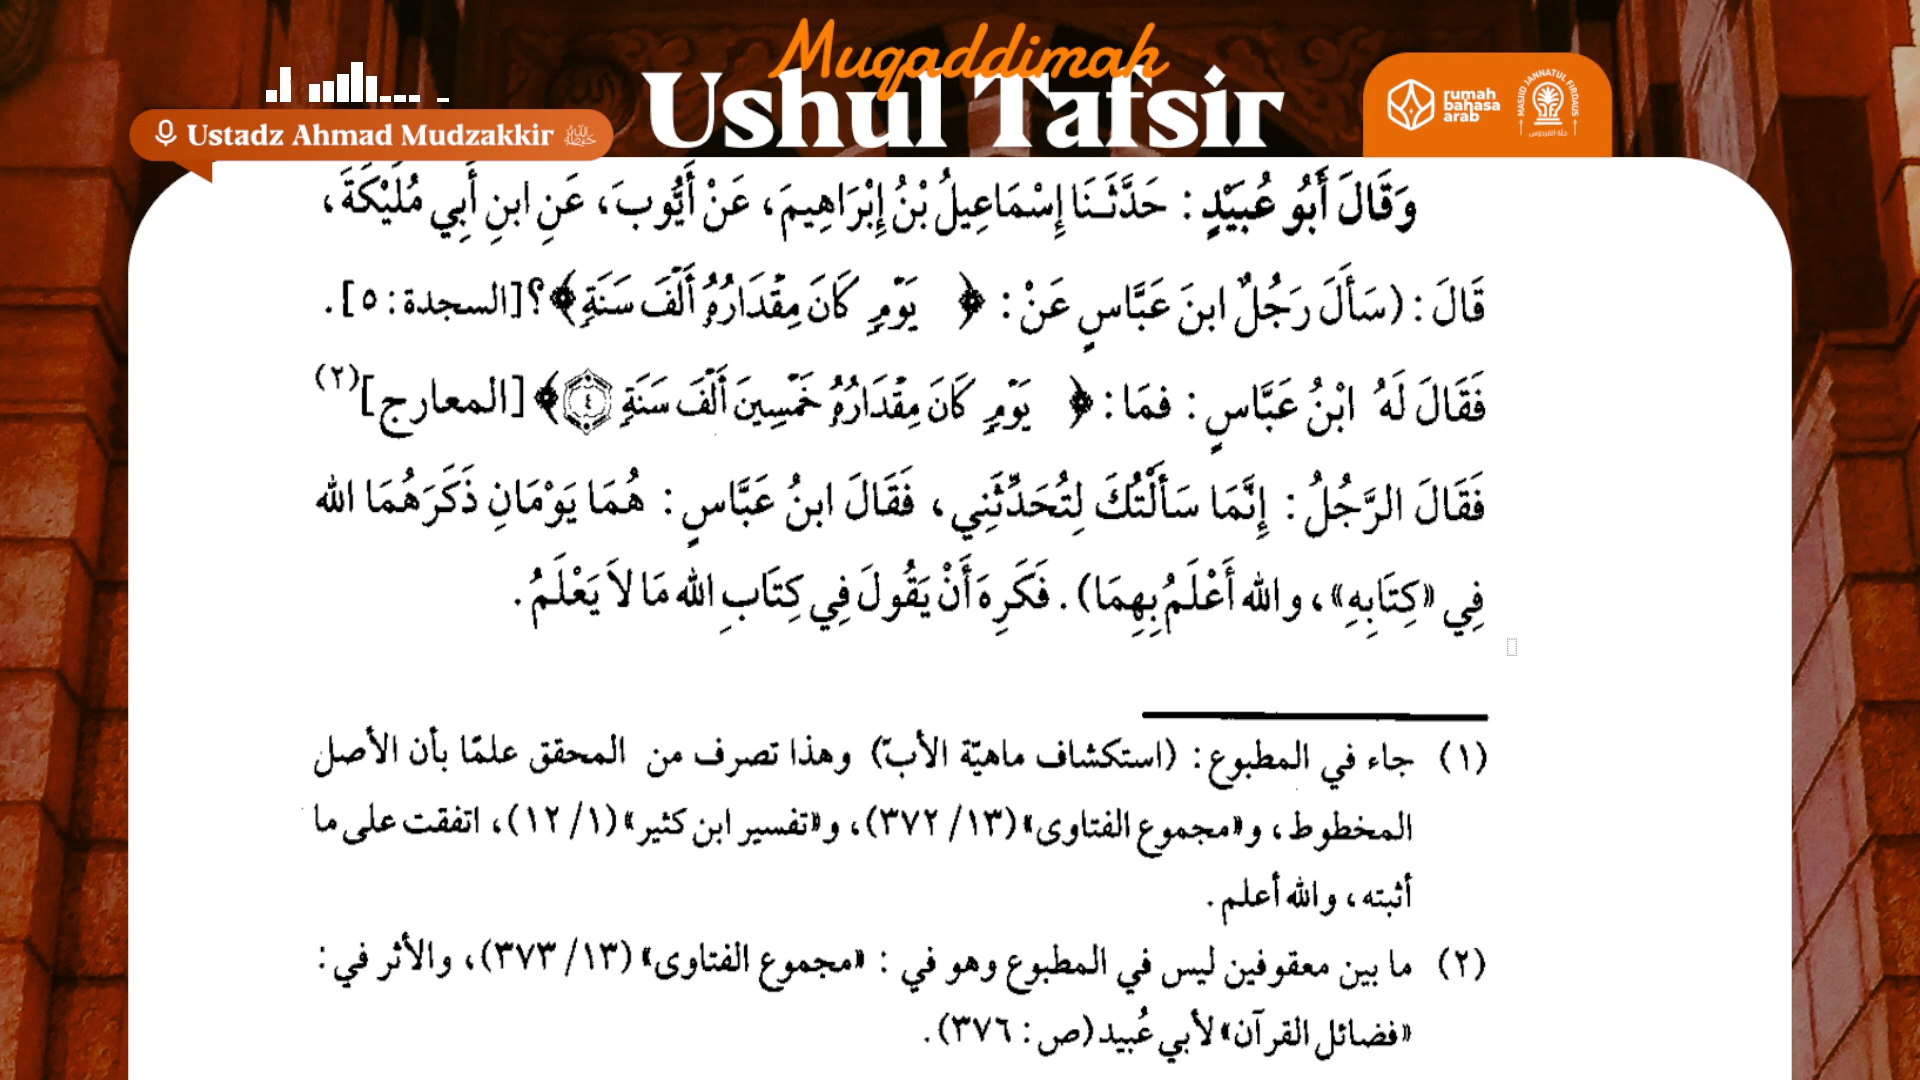 Muqaddimah
Ushul Tafsir
Ustadz Ahmad Mudzakkir
rumah
bahasa
arab
MASJID JANNATUL FIRDAUS
جنة الفردوس
وَقَالَ أَبُو عُبَيْدٍ : حَدَّثَنَا إِسْمَاعِيلُ بْنُ إِبْرَاهِيمَ، عَنْ أَيُّوبَ، عَنِ ابنِ أَبِي مُلَيْكَةَ،
قَالَ : (سَأَلَ رَجُلٌ ابنَ عَبَّاسٍ عَنْ : ﴿ يَوْمٍ كَانَ مِقْدَارُهُ أَلْفَ سَنَةٍ﴾؟ [السجدة: ٥].
فَقَالَ لَهُ ابْنُ عَبَّاسٍ : فمَا : ﴿ يَوْمٍ كَانَ مِقْدَارُهُ خَمْسِينَ أَلْفَ سَنَةٍ ٤﴾ [المعارج](٢)
فَقَالَ الرَّجُلُ : إِنَّمَا سَأَلْتُكَ لِتُحَدِّثَنِي، فَقَالَ ابنُ عَبَّاسٍ : هُمَا يَوْمَانِ ذَكَرَهُمَا الله
فِي «كِتَابِهِ»، والله أَعْلَمُ بِهِمَا). فَكَرِهَ أَنْ يَقُولَ فِي كِتَابِ الله مَا لاَ يَعْلَمُ.
(١) جاء في المطبوع : (استكشاف ماهيّة الأبّ) وهذا تصرف من المحقق علمًا بأن الأصل
المخطوط، و«مجموع الفتاوى» (١٣/ ٣٧٢)، و«تفسير ابن كثير» (١/ ١٢)، اتفقت على ما
أثبته، والله أعلم.
(٢) ما بين معقوفين ليس في المطبوع وهو في : «مجموع الفتاوى» (١٣/ ٣٧٣)، والأثر في :
«فضائل القرآن» لأبي عُبيد (ص : ٣٧٦).